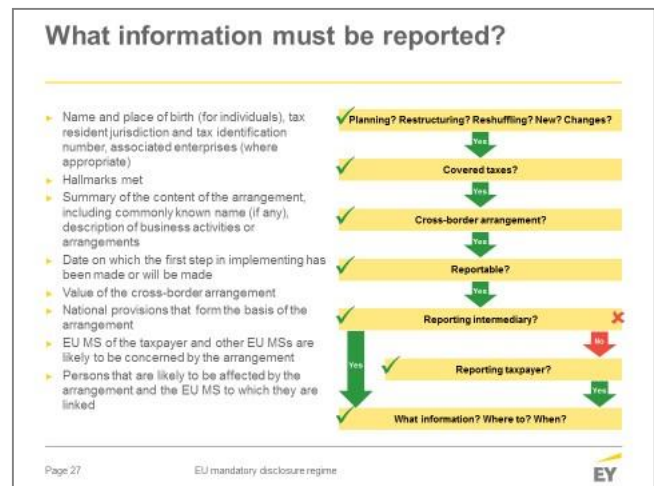 What information must be reported?
► Name and place of birth (for individuals), tax
resident jurisdiction and tax identification
number, associated enterprises (where
appropriate)
► Hallmarks met
► Summary of the content of the arrangement,
including commonly known name (if any),
description of business activities or
arrangements
► Date on which the first step in implementing has
been made or will be made
► Value of the cross-border arrangement
► National provisions that form the basis of the
arrangement
► EU MS of the taxpayer and other EU MSs are
likely to be concerned by the arrangement
► Persons that are likely to be affected by the
arrangement and the EU MS to which they are
linked
Planning? Restructuring? Reshuffling? New? Changes?
Yes
Covered taxes?
Yes
Cross-border arrangement?
Yes
Reportable?
Yes
Reporting intermediary?
No
Yes
Reporting taxpayer?
Yes
What information? Where to? When?
Page 27
EU mandatory disclosure regime
EY